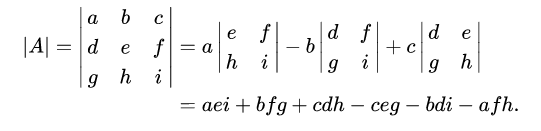 |A| = |a b c; d e f; g h i| = a |e f; h i| − b |d f; g i| + c |d e; g h|
= aei + bfg + cdh − ceg − bdi − afh.